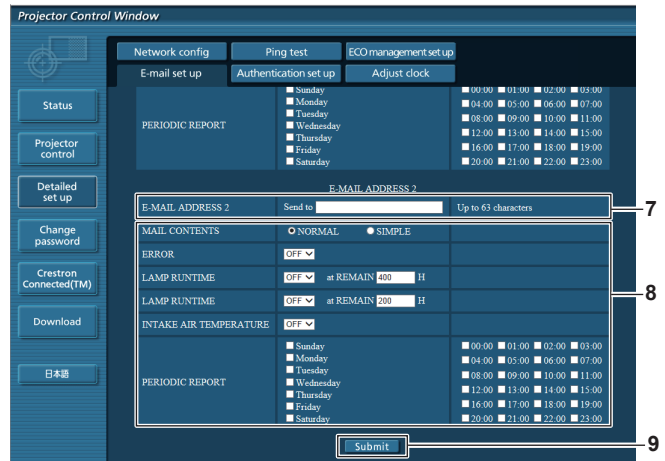 Projector Control Window
Network config Ping test ECO management set up
E-mail set up Authentication set up Adjust clock
Status
Projector control
Detailed set up
Change password
Crestron Connected(TM)
Download
日本語
PERIODIC REPORT
Sunday
Monday
Tuesday
Wednesday
Thursday
Friday
Saturday
00:00 01:00 02:00 03:00
04:00 05:00 06:00 07:00
08:00 09:00 10:00 11:00
12:00 13:00 14:00 15:00
16:00 17:00 18:00 19:00
20:00 21:00 22:00 23:00
E-MAIL ADDRESS 2
E-MAIL ADDRESS 2 Send to Up to 63 characters
7
MAIL CONTENTS NORMAL SIMPLE
ERROR OFF
LAMP RUNTIME OFF at REMAIN 400 H
8
LAMP RUNTIME OFF at REMAIN 200 H
INTAKE AIR TEMPERATURE OFF
PERIODIC REPORT
Sunday
Monday
Tuesday
Wednesday
Thursday
Friday
Saturday
00:00 01:00 02:00 03:00
04:00 05:00 06:00 07:00
08:00 09:00 10:00 11:00
12:00 13:00 14:00 15:00
16:00 17:00 18:00 19:00
20:00 21:00 22:00 23:00
Submit
9